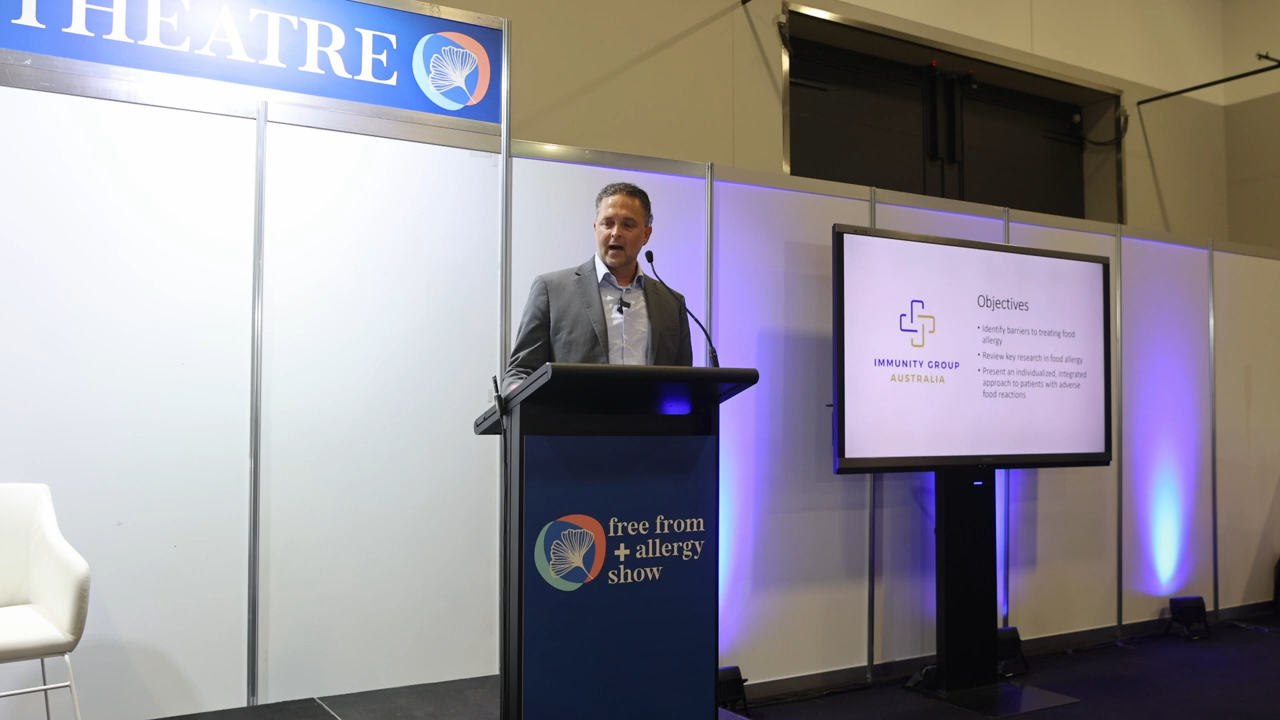 THEATRE
Objectives
• Identify barriers to treating food
allergy
• Review key research in food allergy
• Present an individualized, integrated
approach to patients with adverse
food reactions
IMMUNITY GROUP
AUSTRALIA
free from
+ allergy
show